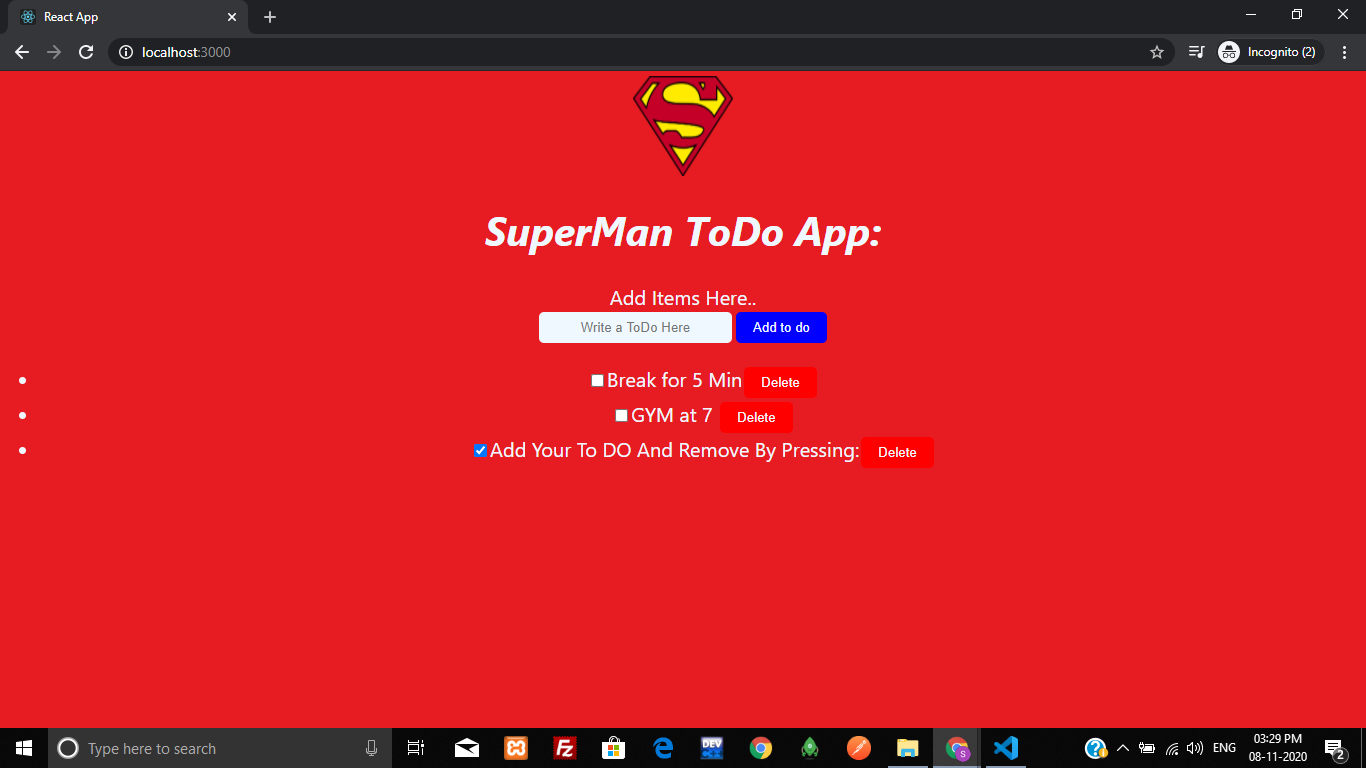 React App
localhost:3000
Incognito (2)
S
SuperMan ToDo App:
Add Items Here..
Write a ToDo Here
Add to do
Break for 5 Min
Delete
GYM at 7
Delete
Add Your To DO And Remove By Pressing:
Delete
Type here to search
Fz
DEV
S
ENG
03:29 PM
08-11-2020
2